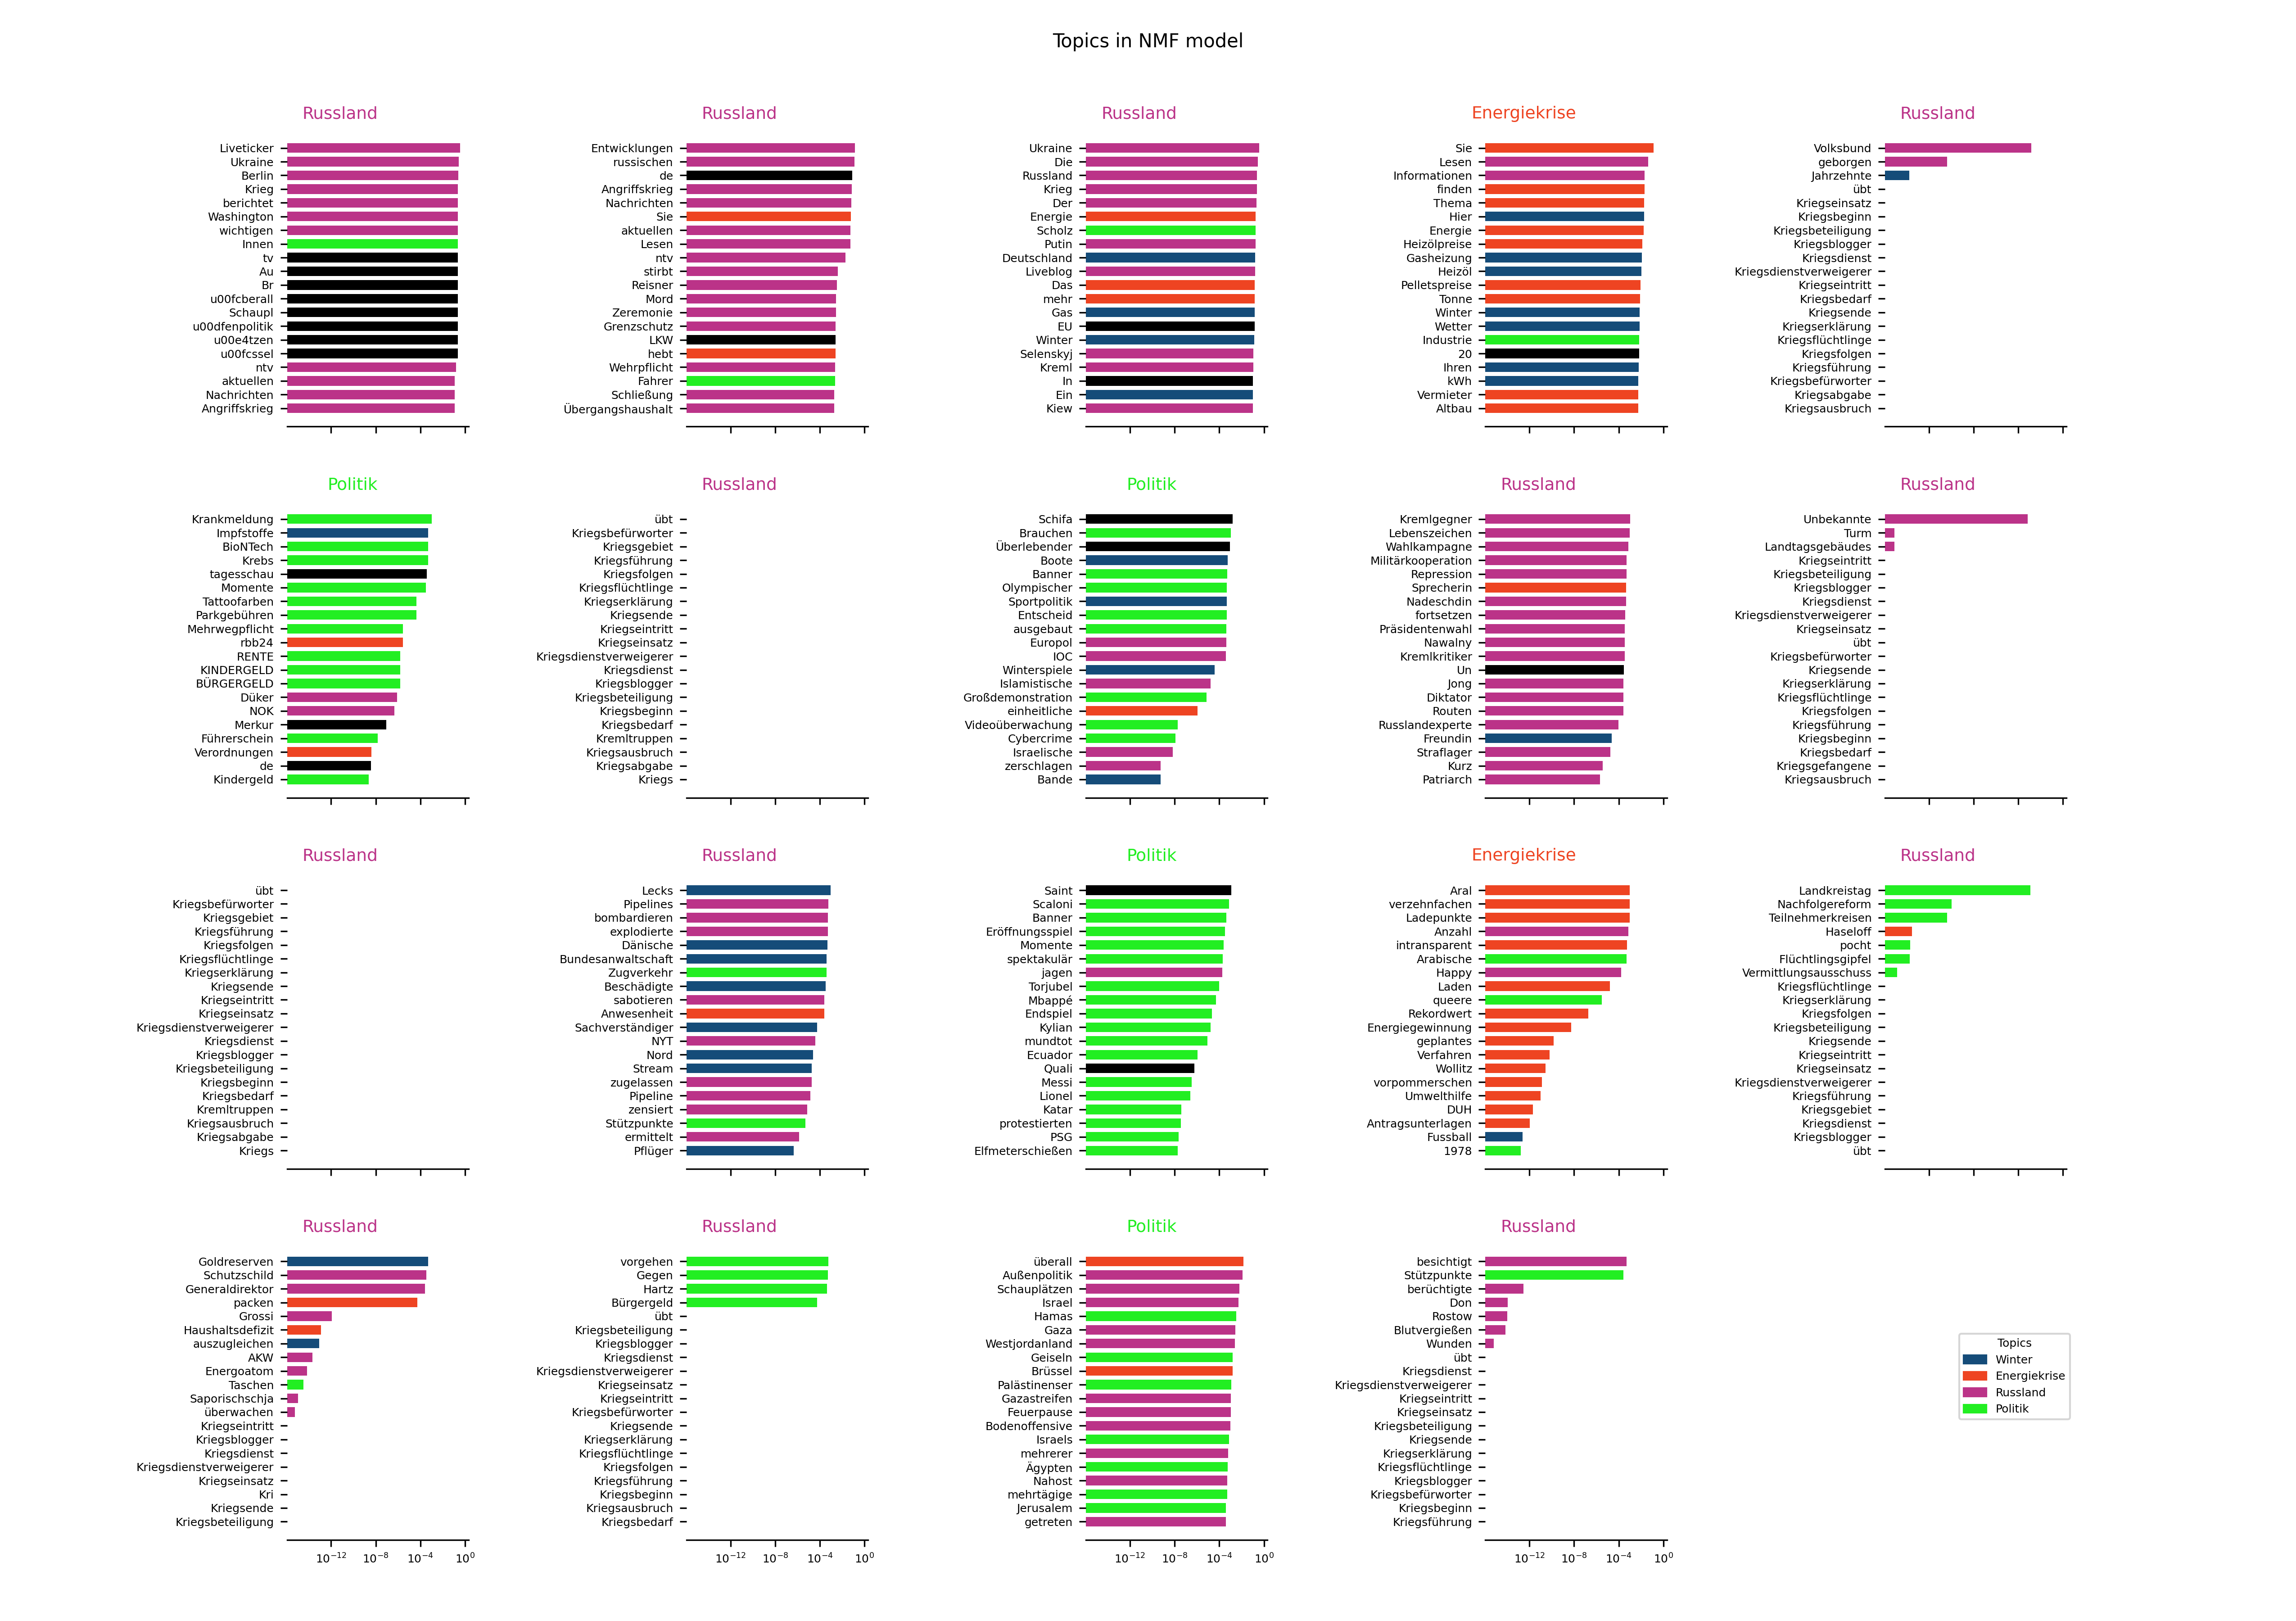 Topics in NMF model
Russland
Liveticker
Ukraine
Berlin
Krieg
berichtet
Washington
wichtigen
Innen
tv
Au
Br
u00fcberall
Schaupl
u00dfenpolitik
u00e4tzen
u00fcssel
ntv
aktuellen
Nachrichten
Angriffskrieg
Russland
Entwicklungen
russischen
de
Angriffskrieg
Nachrichten
Sie
aktuellen
Lesen
ntv
stirbt
Reisner
Mord
Zeremonie
Grenzschutz
LKW
hebt
Wehrpflicht
Fahrer
Schließung
Übergangshaushalt
Russland
Ukraine
Die
Russland
Krieg
Der
Energie
Scholz
Putin
Deutschland
Liveblog
Das
mehr
Gas
EU
Winter
Selenskyj
Kreml
In
Ein
Kiew
Energiekrise
Sie
Lesen
Informationen
finden
Thema
Hier
Energie
Heizölpreise
Gasheizung
Heizöl
Pelletspreise
Tonne
Winter
Wetter
Industrie
20
Ihren
kWh
Vermieter
Altbau
Russland
Volksbund
geborgen
Jahrzehnte
übt
Kriegseinsatz
Kriegsbeginn
Kriegsbeteiligung
Kriegsblogger
Kriegsdienst
Kriegsdienstverweigerer
Kriegseintritt
Kriegsbedarf
Kriegsende
Kriegserklärung
Kriegsflüchtlinge
Kriegsfolgen
Kriegsführung
Kriegsbefürworter
Kriegsabgabe
Kriegsausbruch
Politik
Krankmeldung
Impfstoffe
BioNTech
Krebs
tagesschau
Momente
Tattoofarben
Parkgebühren
Mehrwegpflicht
rbb24
RENTE
KINDERGELD
BÜRGERGELD
Düker
NOK
Merkur
Führerschein
Verordnungen
de
Kindergeld
Russland
übt
Kriegsbefürworter
Kriegsgebiet
Kriegsführung
Kriegsfolgen
Kriegsflüchtlinge
Kriegserklärung
Kriegsende
Kriegseintritt
Kriegseinsatz
Kriegsdienstverweigerer
Kriegsdienst
Kriegsblogger
Kriegsbeteiligung
Kriegsbeginn
Kriegsbedarf
Kremltruppen
Kriegsausbruch
Kriegsabgabe
Kriegs
Politik
Schifa
Brauchen
Überlebender
Boote
Banner
Olympischer
Sportpolitik
Entscheid
ausgebaut
Europol
IOC
Winterspiele
Islamistische
Großdemonstration
einheitliche
Videoüberwachung
Cybercrime
Israelische
zerschlagen
Bande
Russland
Kremlgegner
Lebenszeichen
Wahlkampagne
Militärkooperation
Repression
Sprecherin
Nadeschdin
fortsetzen
Präsidentenwahl
Nawalny
Kremlkritiker
Un
Jong
Diktator
Routen
Russlandexperte
Freundin
Straflager
Kurz
Patriarch
Russland
Unbekannte
Turm
Landtagsgebäudes
Kriegseintritt
Kriegsbeteiligung
Kriegsblogger
Kriegsdienst
Kriegsdienstverweigerer
Kriegseinsatz
übt
Kriegsbefürworter
Kriegsende
Kriegserklärung
Kriegsflüchtlinge
Kriegsfolgen
Kriegsführung
Kriegsbeginn
Kriegsbedarf
Kriegsgefangene
Kriegsausbruch
Russland
übt
Kriegsbefürworter
Kriegsgebiet
Kriegsführung
Kriegsfolgen
Kriegsflüchtlinge
Kriegserklärung
Kriegsende
Kriegseintritt
Kriegseinsatz
Kriegsdienstverweigerer
Kriegsdienst
Kriegsblogger
Kriegsbeteiligung
Kriegsbeginn
Kriegsbedarf
Kremltruppen
Kriegsausbruch
Kriegsabgabe
Kriegs
Russland
Lecks
Pipelines
bombardieren
explodierte
Dänische
Bundesanwaltschaft
Zugverkehr
Beschädigte
sabotieren
Anwesenheit
Sachverständiger
NYT
Nord
Stream
zugelassen
Pipeline
zensiert
Stützpunkte
ermittelt
Pflüger
Politik
Saint
Scaloni
Banner
Eröffnungsspiel
Momente
spektakulär
jagen
Torjubel
Mbappé
Endspiel
Kylian
mundtot
Ecuador
Quali
Messi
Lionel
Katar
protestierten
PSG
Elfmeterschießen
Energiekrise
Aral
verzehnfachen
Ladepunkte
Anzahl
intransparent
Arabische
Happy
Laden
queere
Rekordwert
Energiegewinnung
geplantes
Verfahren
Wollitz
vorpommerschen
Umwelthilfe
DUH
Antragsunterlagen
Fussball
1978
Russland
Landkreistag
Nachfolgereform
Teilnehmerkreisen
Haseloff
pocht
Flüchtlingsgipfel
Vermittlungsausschuss
Kriegsflüchtlinge
Kriegserklärung
Kriegsfolgen
Kriegsbeteiligung
Kriegsende
Kriegseintritt
Kriegseinsatz
Kriegsdienstverweigerer
Kriegsführung
Kriegsgebiet
Kriegsdienst
Kriegsblogger
übt
Russland
Goldreserven
Schutzschild
Generaldirektor
packen
Grossi
Haushaltsdefizit
auszugleichen
AKW
Energoatom
Taschen
Saporischschja
überwachen
Kriegseintritt
Kriegsblogger
Kriegsdienst
Kriegsdienstverweigerer
Kriegseinsatz
Kri
Kriegsende
Kriegsbeteiligung
10⁻¹² 10⁻⁸ 10⁻⁴ 10⁰
Russland
vorgehen
Gegen
Hartz
Bürgergeld
übt
Kriegsbeteiligung
Kriegsblogger
Kriegsdienst
Kriegsdienstverweigerer
Kriegseinsatz
Kriegseintritt
Kriegsbefürworter
Kriegsende
Kriegserklärung
Kriegsflüchtlinge
Kriegsfolgen
Kriegsführung
Kriegsbeginn
Kriegsausbruch
Kriegsbedarf
10⁻¹² 10⁻⁸ 10⁻⁴ 10⁰
Politik
überall
Außenpolitik
Schauplätzen
Israel
Hamas
Gaza
Westjordanland
Geiseln
Brüssel
Palästinenser
Gazastreifen
Feuerpause
Bodenoffensive
Israels
mehrerer
Ägypten
Nahost
mehrtägige
Jerusalem
getreten
10⁻¹² 10⁻⁸ 10⁻⁴ 10⁰
Russland
besichtigt
Stützpunkte
berüchtigte
Don
Rostow
Blutvergießen
Wunden
übt
Kriegsdienst
Kriegsdienstverweigerer
Kriegseintritt
Kriegseinsatz
Kriegsbeteiligung
Kriegsende
Kriegserklärung
Kriegsflüchtlinge
Kriegsblogger
Kriegsbefürworter
Kriegsbeginn
Kriegsführung
10⁻¹² 10⁻⁸ 10⁻⁴ 10⁰
Topics
Winter
Energiekrise
Russland
Politik